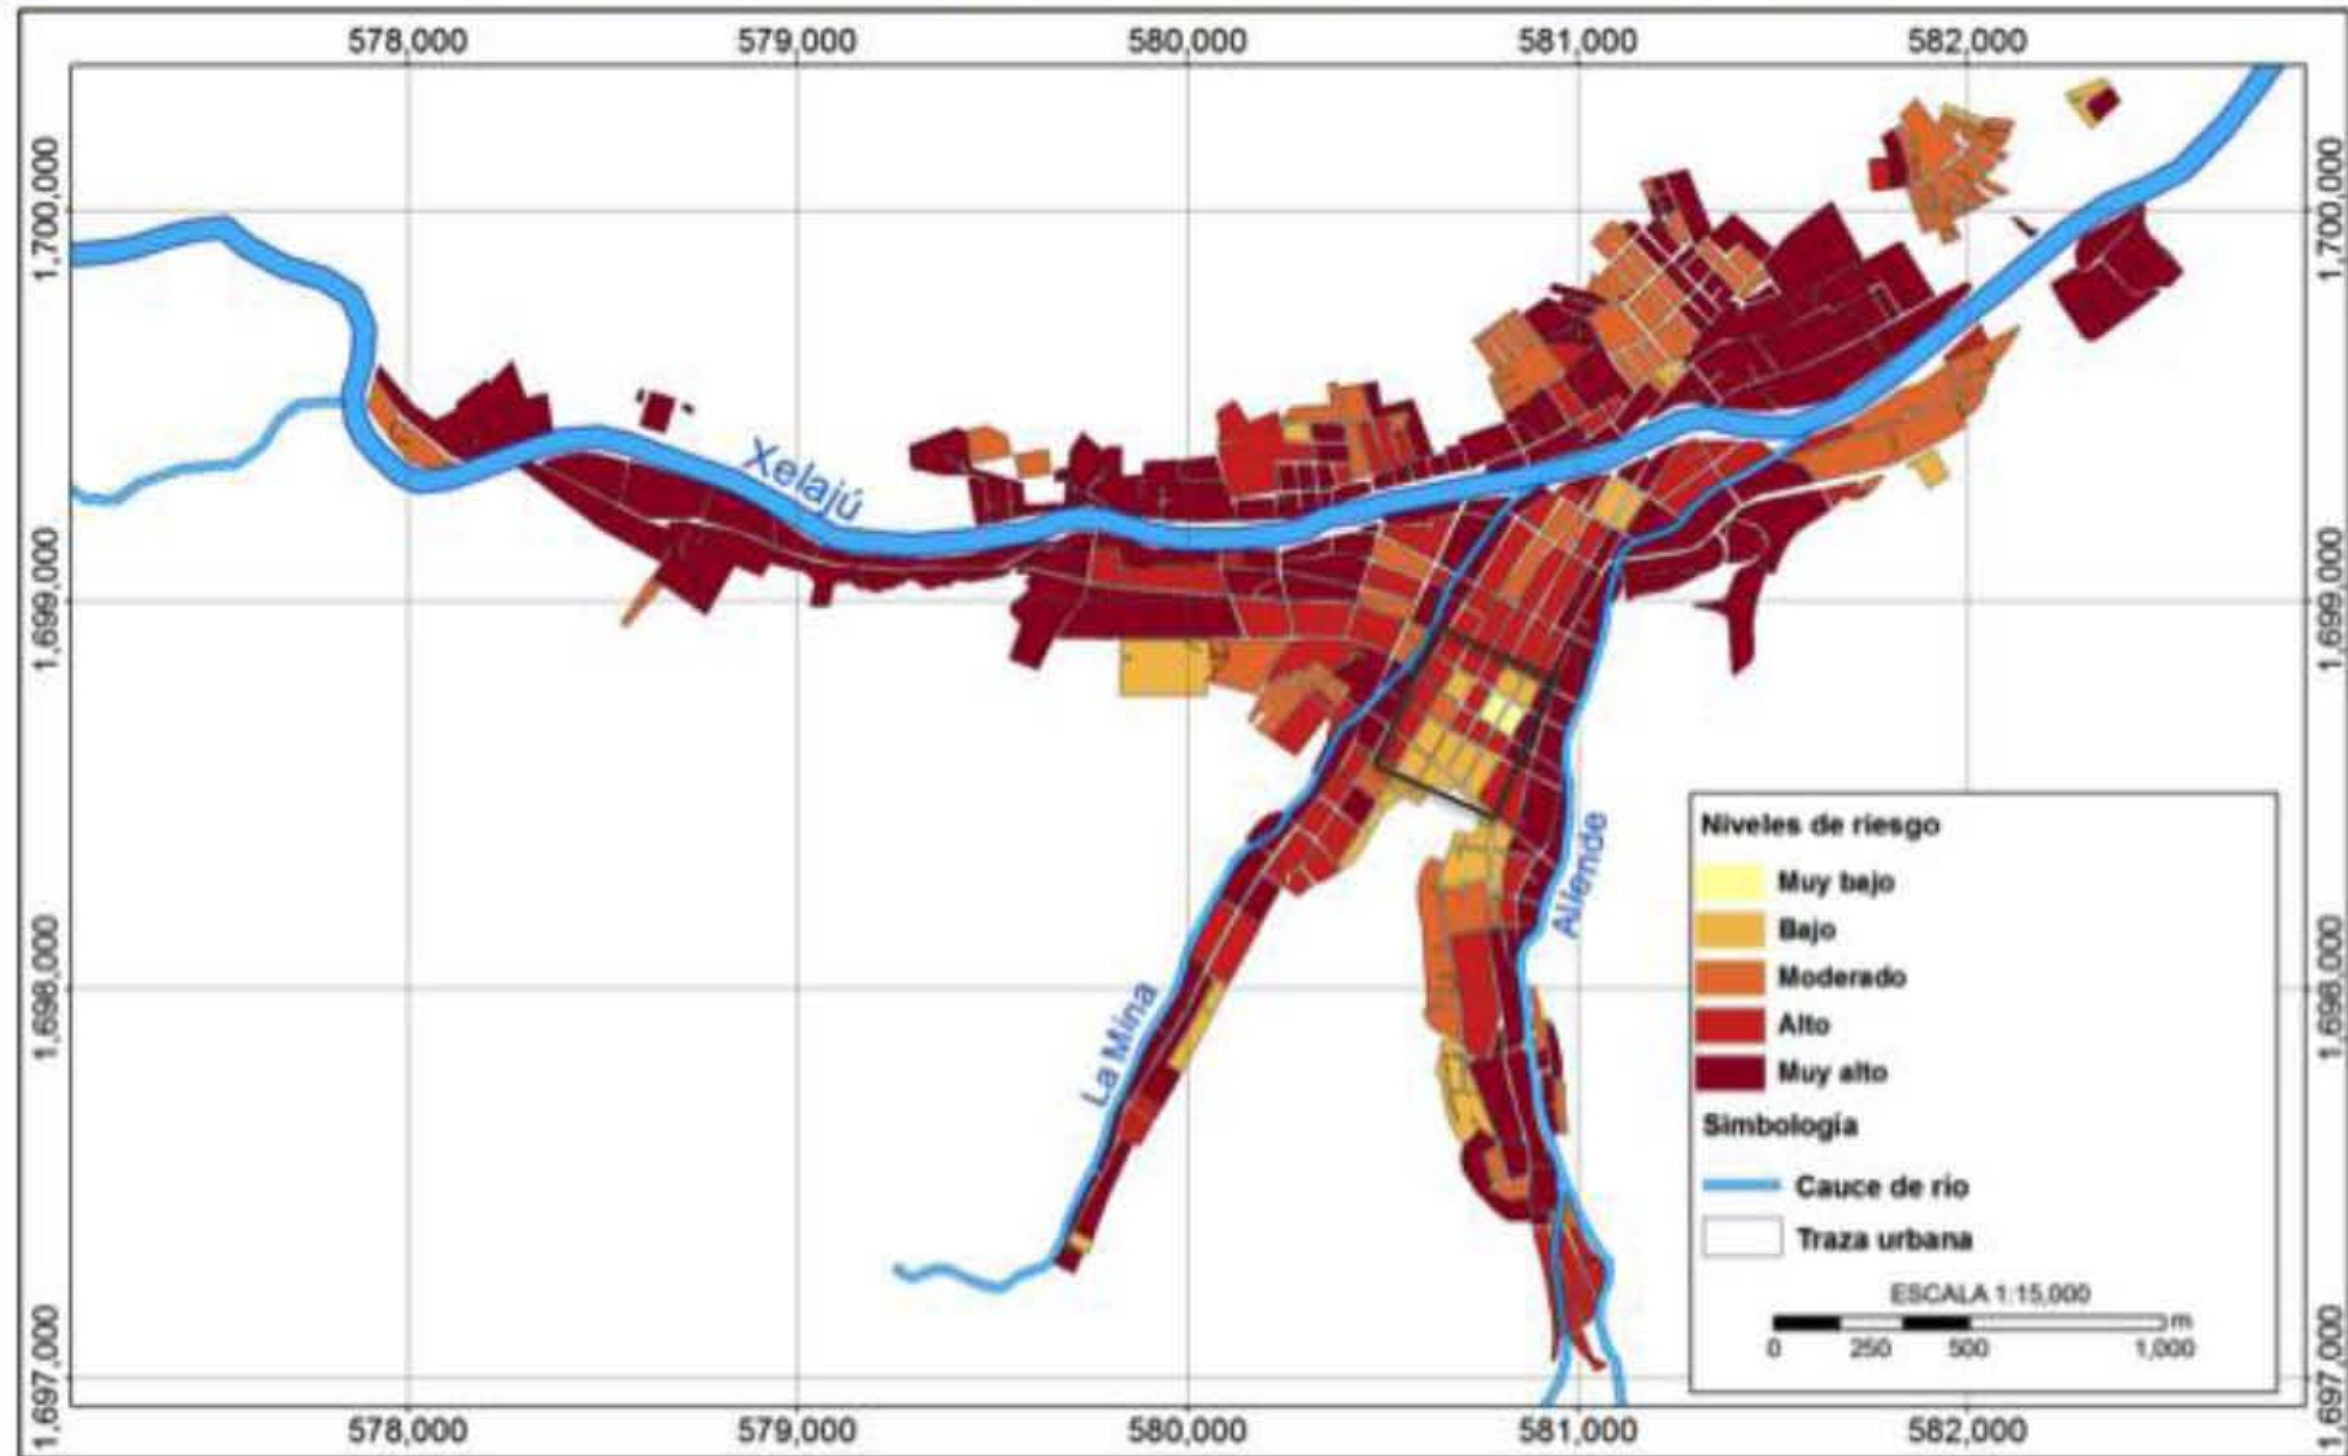 578,000 579,000 580,000 581,000 582,000
1,700,000 1,700,000
Xelajú
1,699,000 1,699,000
Allende
La Mina
1,698,000 1,698,000
1,697,000 1,697,000
Niveles de riesgo
Muy bajo
Bajo
Moderado
Alto
Muy alto
Simbología
Cauce de río
Traza urbana
ESCALA 1:15,000
m
0 250 500 1,000
578,000 579,000 580,000 581,000 582,000